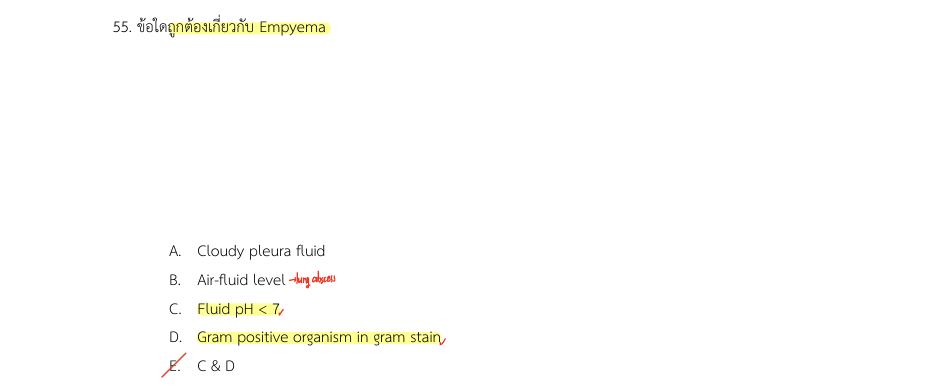 55. ข้อใดถูกต้องเกี่ยวกับ Empyema
A. Cloudy pleura fluid
B. Air-fluid level →lung abscess
C. Fluid pH < 7
D. Gram positive organism in gram stain
E. C & D